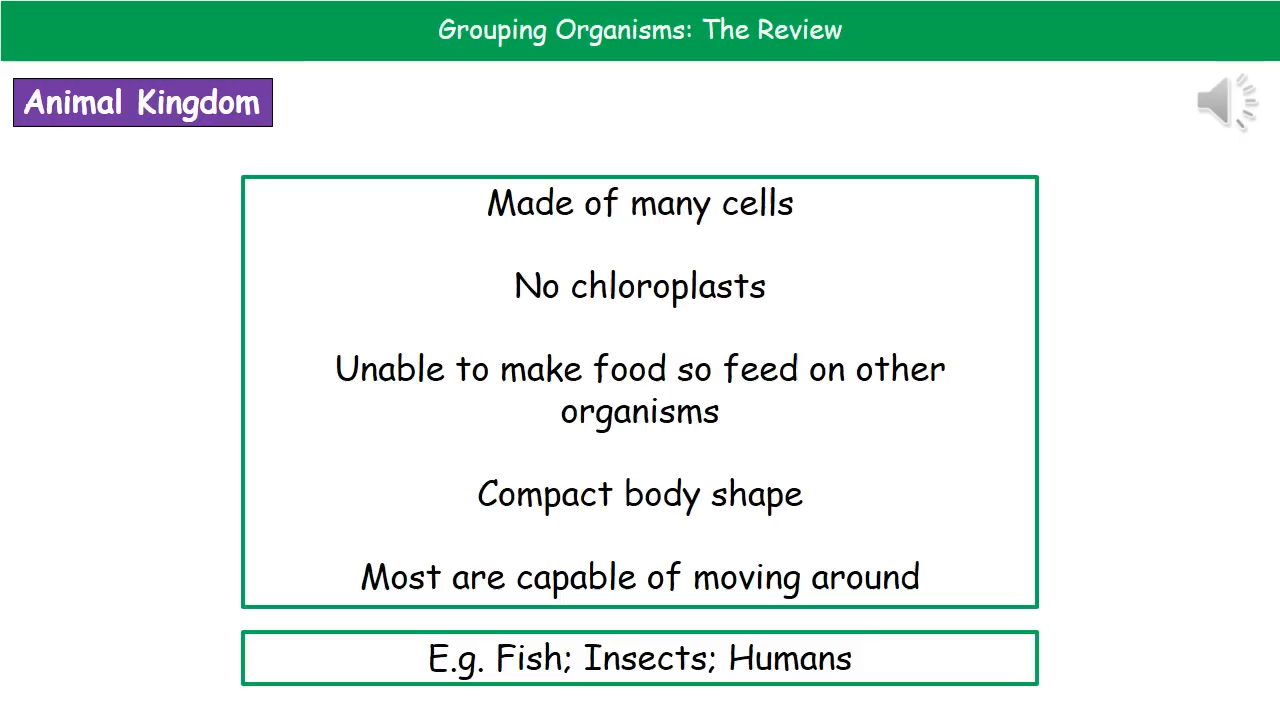 Grouping Organisms: The Review
Animal Kingdom
Made of many cells
No chloroplasts
Unable to make food so feed on other
organisms
Compact body shape
Most are capable of moving around
E.g. Fish; Insects; Humans